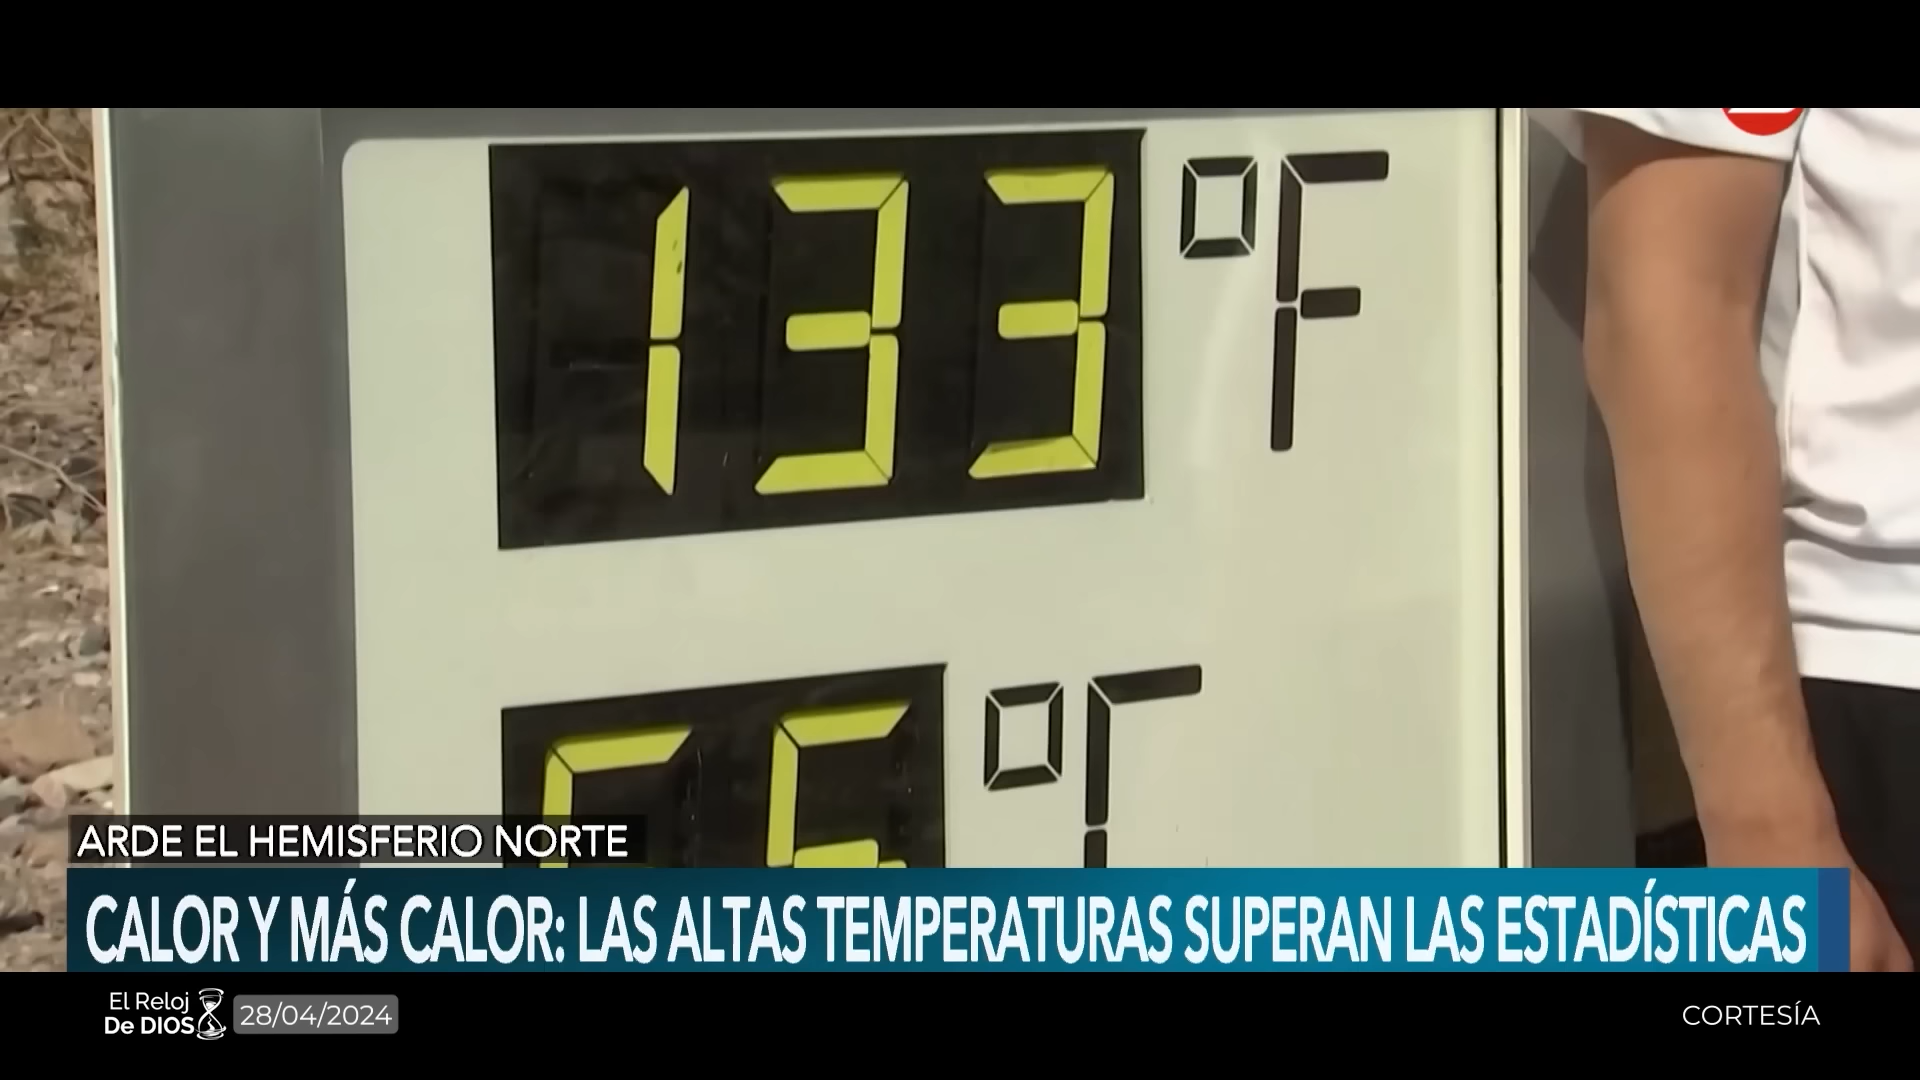 133 °F
ARDE EL HEMISFERIO NORTE
CALOR Y MÁS CALOR: LAS ALTAS TEMPERATURAS SUPERAN LAS ESTADÍSTICAS
El Reloj
De DIOS
28/04/2024
CORTESÍA